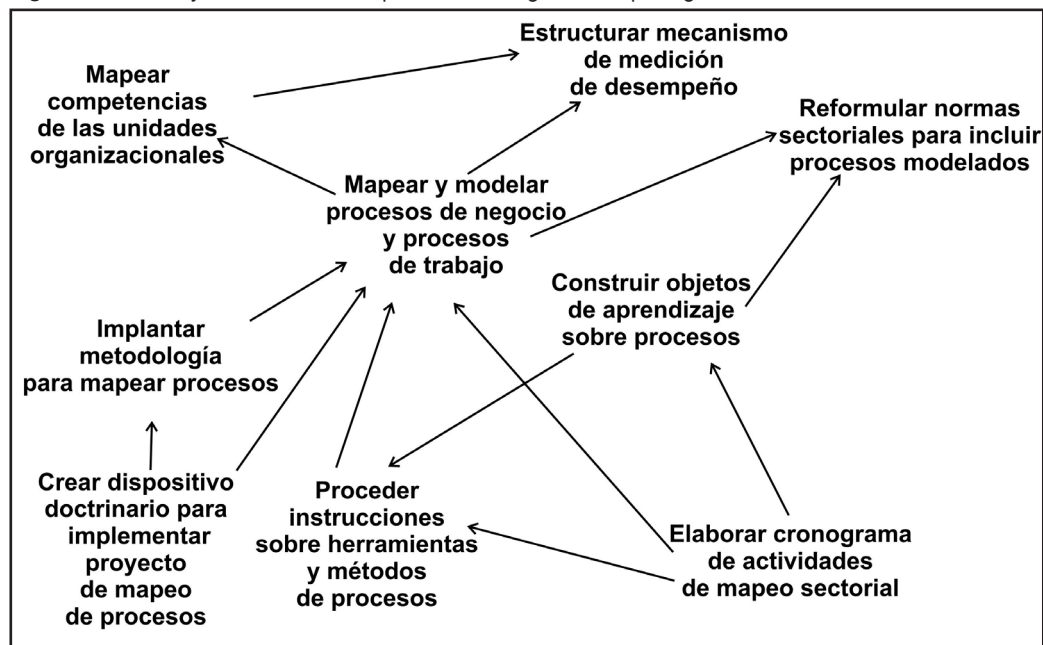 Estructurar mecanismo
de medición
de desempeño
Mapear
competencias
de las unidades
organizacionales
Reformular normas
sectoriales para incluir
procesos modelados
Mapear y modelar
procesos de negocio
y procesos
de trabajo
Construir objetos
de aprendizaje
sobre procesos
Implantar
metodología
para mapear procesos
Crear dispositivo
doctrinario para
implementar
proyecto
de mapeo
de procesos
Proceder
instrucciones
sobre herramientas
y métodos
de procesos
Elaborar cronograma
de actividades
de mapeo sectorial